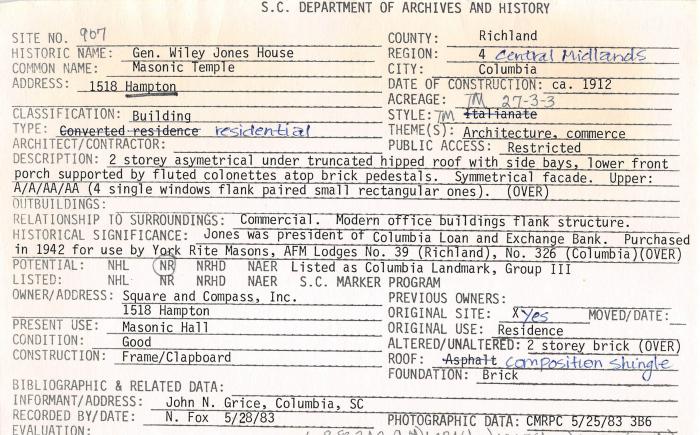 S.C. DEPARTMENT OF ARCHIVES AND HISTORY
SITE NO. 907
HISTORIC NAME: Gen. Wiley Jones House
COMMON NAME: Masonic Temple
ADDRESS: 1518 Hampton
COUNTY: Richland
REGION: 4 Central Midlands
CITY: Columbia
DATE OF CONSTRUCTION: ca. 1912
ACREAGE: TM 27-3-3
CLASSIFICATION: Building
TYPE: Converted residence residential
ARCHITECT/CONTRACTOR:
STYLE: TM Italianate
THEME(S): Architecture, commerce
PUBLIC ACCESS: Restricted
DESCRIPTION: 2 storey asymetrical under truncated hipped roof with side bays, lower front
porch supported by fluted colonettes atop brick pedestals. Symmetrical facade. Upper:
A/A/AA/AA (4 single windows flank paired small rectangular ones). (OVER)
OUTBUILDINGS:
RELATIONSHIP TO SURROUNDINGS: Commercial. Modern office buildings flank structure.
HISTORICAL SIGNIFICANCE: Jones was president of Columbia Loan and Exchange Bank. Purchased
in 1942 for use by York Rite Masons, AFM Lodges No. 39 (Richland), No. 326 (Columbia)(OVER)
POTENTIAL: NHL NR NRHD NAER Listed as Columbia Landmark, Group III
LISTED: NHL NR NRHD NAER S.C. MARKER PROGRAM
OWNER/ADDRESS: Square and Compass, Inc.
1518 Hampton
PRESENT USE: Masonic Hall
CONDITION: Good
CONSTRUCTION: Frame/Clapboard
PREVIOUS OWNERS:
ORIGINAL SITE: X Yes MOVED/DATE:
ORIGINAL USE: Residence
ALTERED/UNALTERED: 2 storey brick (OVER)
ROOF: Asphalt composition shingle
FOUNDATION: Brick
BIBLIOGRAPHIC & RELATED DATA:
INFORMANT/ADDRESS: John N. Grice, Columbia, SC
RECORDED BY/DATE: N. Fox 5/28/83
PHOTOGRAPHIC DATA: CMRPC 5/25/83 3B6
EVALUATION: